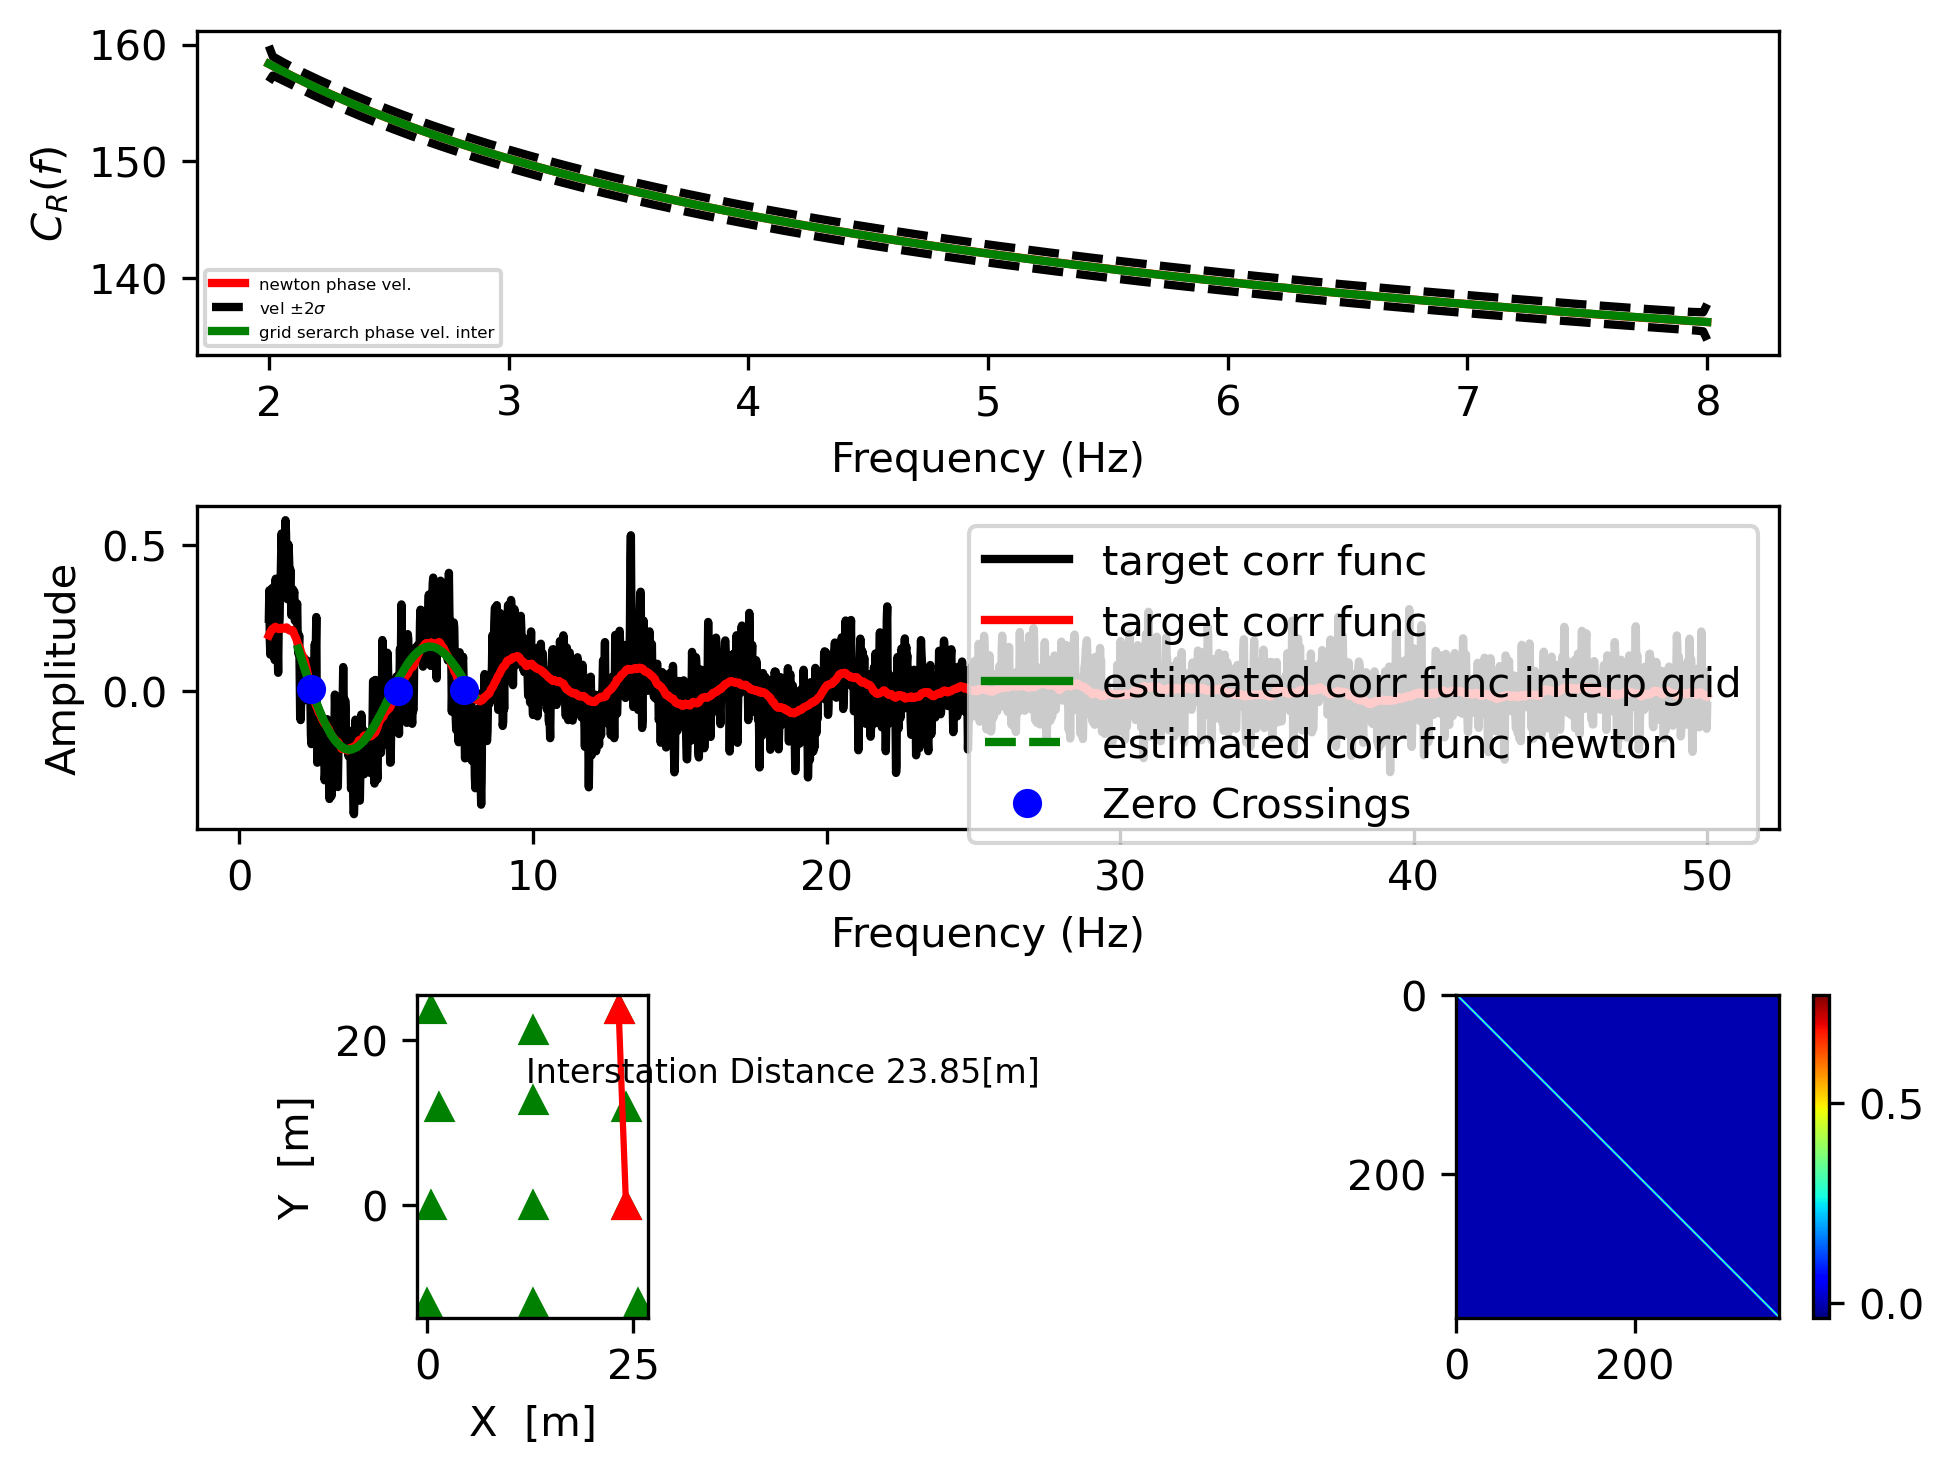 160
150
140
C_R(f)
newton phase vel.
vel ±2σ
grid serarch phase vel. inter
2 3 4 5 6 7 8
Frequency (Hz)
0.5
0.0
Amplitude
target corr func
target corr func
estimated corr func interp grid
estimated corr func newton
Zero Crossings
0 10 20 30 40 50
Frequency (Hz)
20
0
Y [m]
Interstation Distance 23.85[m]
0 25
X [m]
0
200
0 200
0.5
0.0